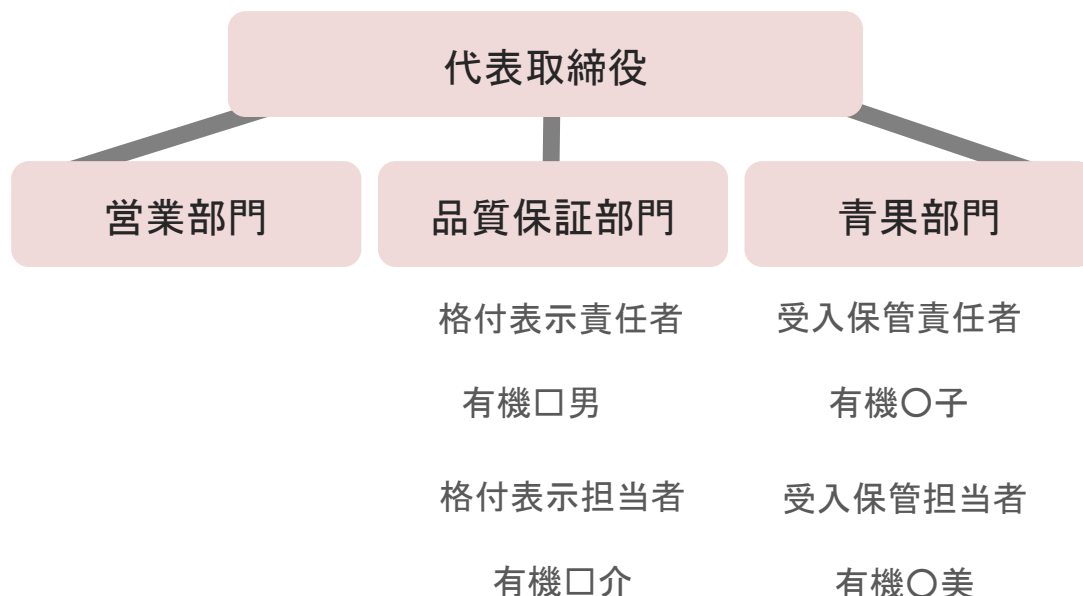 代表取締役
営業部門
品質保証部門
青果部門
格付表示責任者
受入保管責任者
有機□男
有機〇子
格付表示担当者
受入保管担当者
有機□介
有機〇美